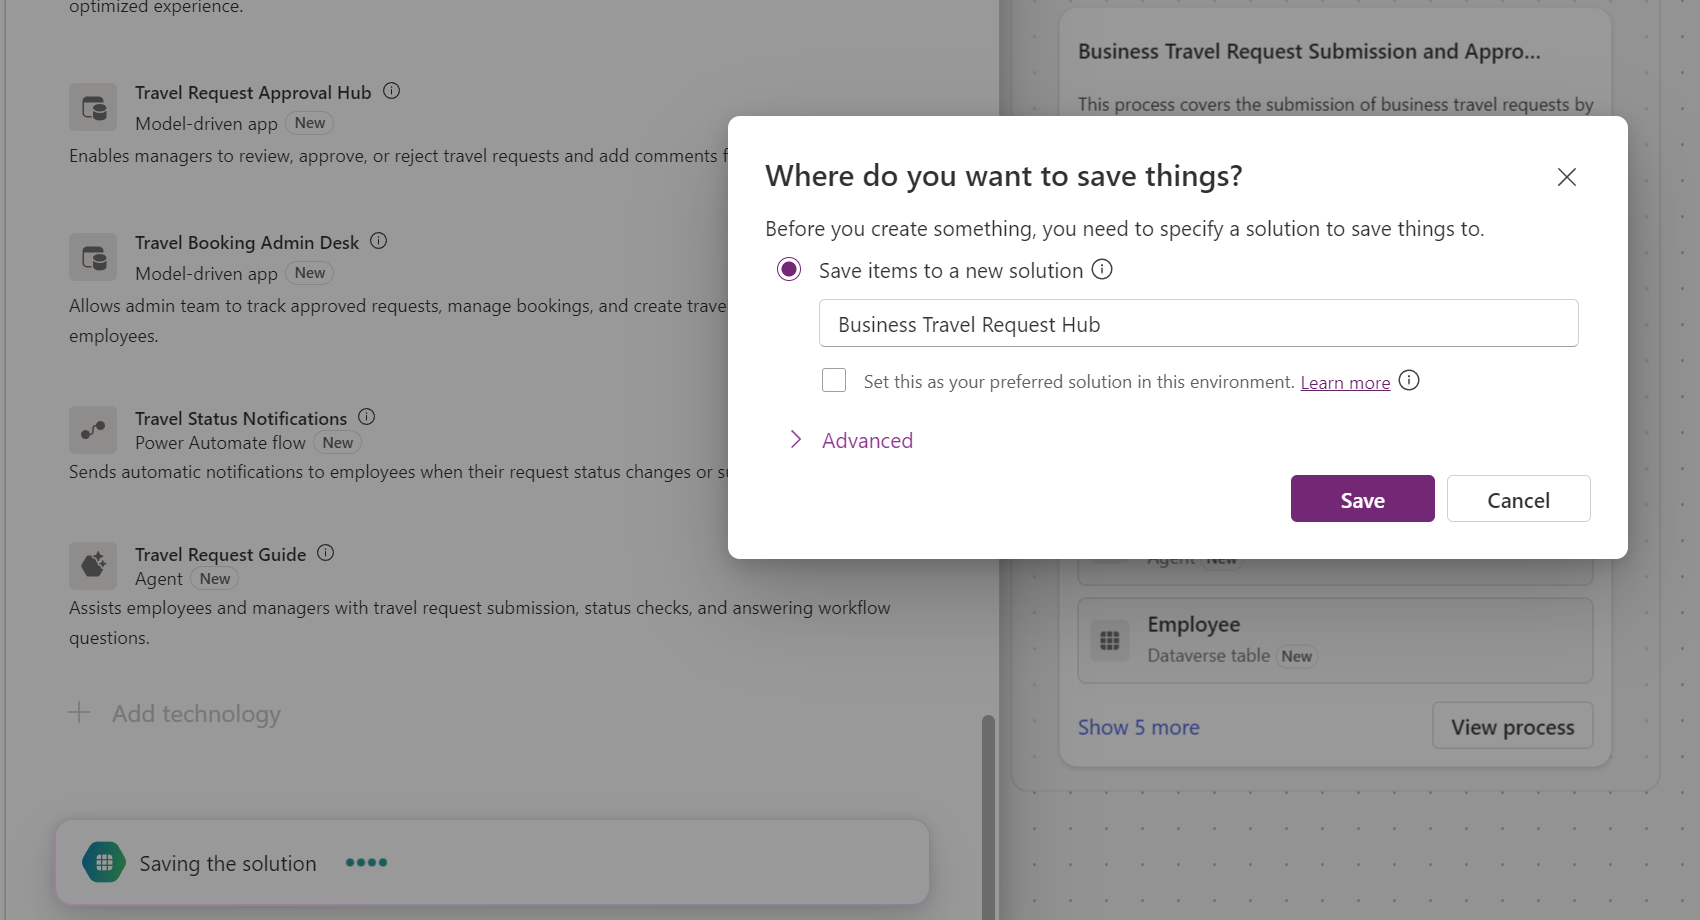 optimized experience.
Travel Request Approval Hub
Model-driven app New
Enables managers to review, approve, or reject travel requests and add comments
Travel Booking Admin Desk
Model-driven app New
Allows admin team to track approved requests, manage bookings, and create
employees.
Travel Status Notifications
Power Automate flow New
Sends automatic notifications to employees when their request status changes or
Travel Request Guide
Agent New
Assists employees and managers with travel request submission, status checks, and answering workflow
questions.
Add technology
Saving the solution
Business Travel Request Submission and Appro...
This process covers the submission of business travel requests by
Where do you want to save things?
Before you create something, you need to specify a solution to save things to.
Save items to a new solution
Business Travel Request Hub
Set this as your preferred solution in this environment. Learn more
Advanced
Save
Cancel
Agent New
Employee
Dataverse table New
Show 5 more
View process